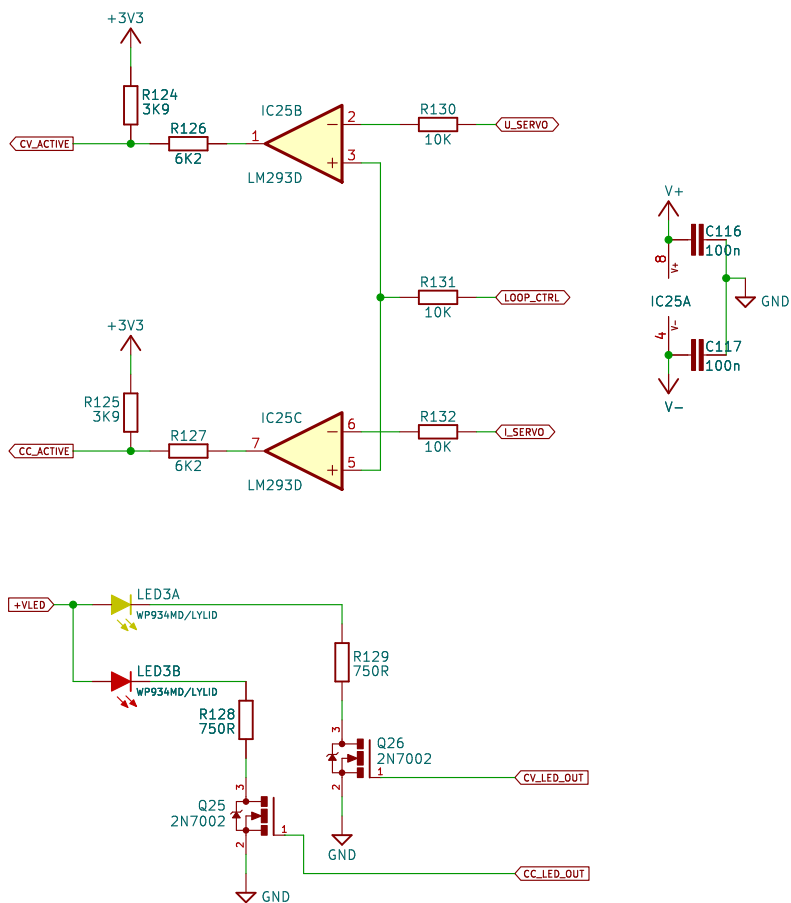 +3V3
R124
3K9
IC25B
R130
2
1
R126
CV_ACTIVE
U_SERVO
10K
6K2
3
LM293D
V+
C116
8
V+
100n
R131
LOOP_CTRL
10K
IC25A
GND
+3V3
4
V-
C117
100n
R125
3K9
IC25C
R132
V-
6
7
R127
CC_ACTIVE
I_SERVO
10K
6K2
5
LM293D
+VLED
LED3A
WP934MD/LYLID
LED3B
WP934MD/LYLID
R129
750R
R128
750R
3
Q26
2N7002
1
CV_LED_OUT
2
3
Q25
2N7002
1
2
GND
CC_LED_OUT
GND